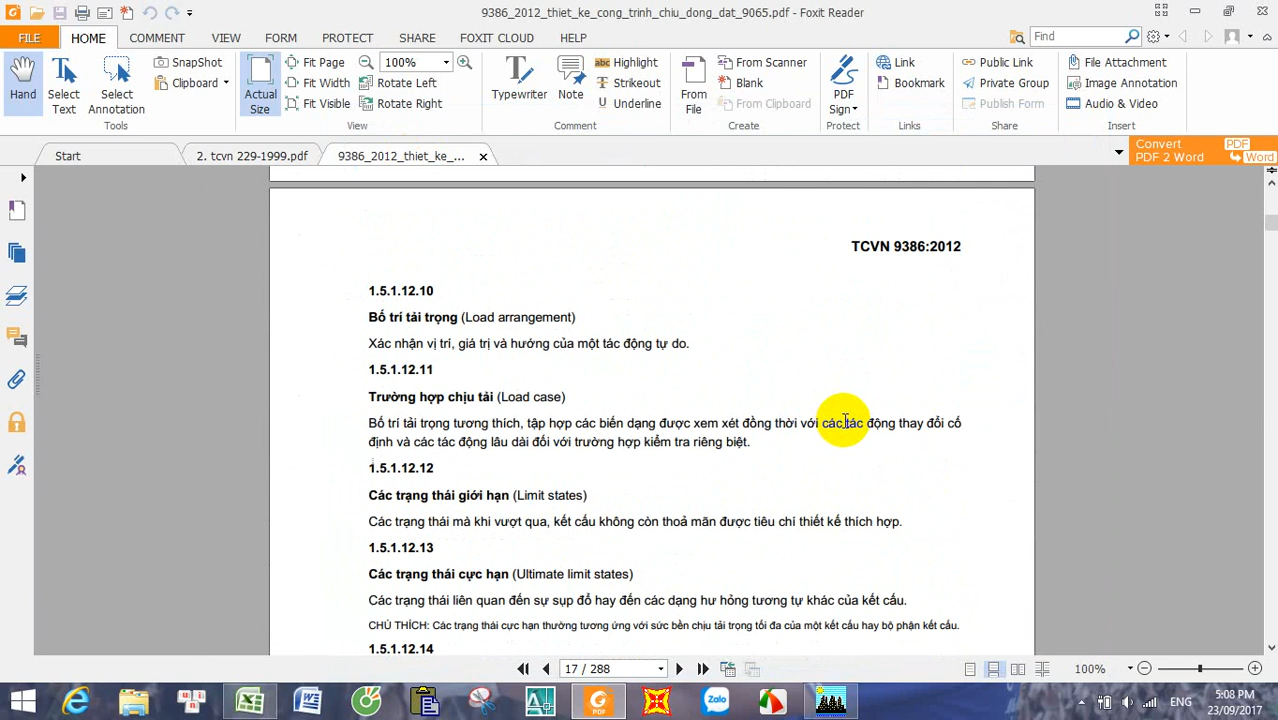 9386_2012_thiet_ke_cong_trinh_chiu_dong_dat_9065.pdf - Foxit Reader
FILE HOME COMMENT VIEW FORM PROTECT SHARE FOXIT CLOUD HELP Find
SnapShot Fit Page 100% Highlight From Scanner Link Public Link File Attachment
Clipboard Fit Width Rotate Left Strikeout Blank Bookmark Private Group Image Annotation
Hand Select Text Select Annotation Actual Size Fit Visible Rotate Right Typewriter Note Underline From File From Clipboard PDF Sign Publish Form Audio & Video
Tools View Comment Create Protect Links Share Insert
Start 2. tcvn 229-1999.pdf 9386_2012_thiet_ke_... Convert PDF
PDF 2 Word Word
TCVN 9386:2012
1.5.1.12.10
Bố trí tải trọng (Load arrangement)
Xác nhận vị trí, giá trị và hướng của một tác động tự do.
1.5.1.12.11
Trường hợp chịu tải (Load case)
Bố trí tải trọng tương thích, tập hợp các biến dạng được xem xét đồng thời với các tác động thay đổi cố
định và các tác động lâu dài đối với trường hợp kiểm tra riêng biệt.
1.5.1.12.12
Các trạng thái giới hạn (Limit states)
Các trạng thái mà khi vượt qua, kết cấu không còn thoả mãn được tiêu chí thiết kế thích hợp.
1.5.1.12.13
Các trạng thái cực hạn (Ultimate limit states)
Các trạng thái liên quan đến sự sụp đổ hay đến các dạng hư hỏng tương tự khác của kết cấu.
CHÚ THÍCH: Các trạng thái cực hạn thường tương ứng với sức bền chịu tải trọng tối đa của một kết cấu hay bộ phận kết cấu.
1.5.1.12.14
17 / 288 100%
Zalo ENG 5:08 PM
23/09/2017